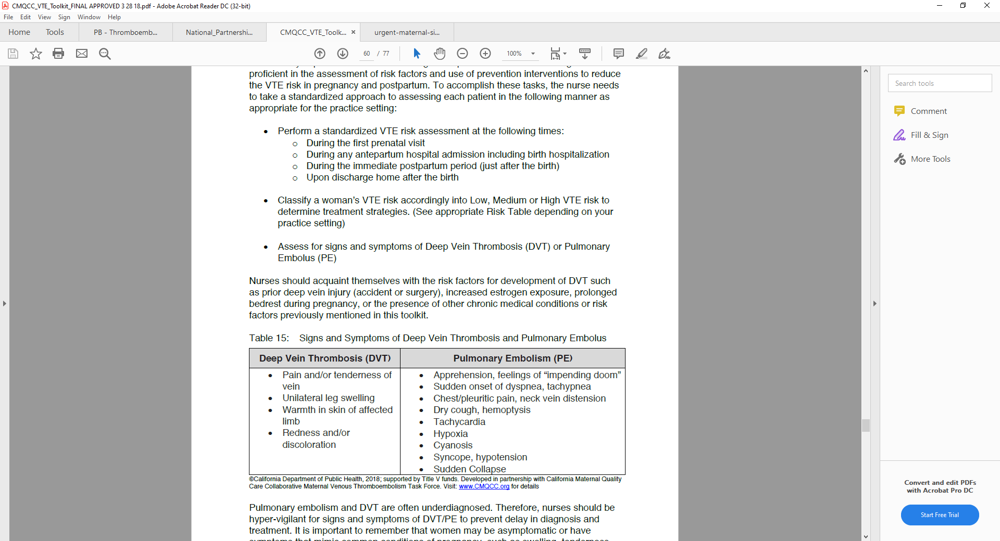 CMQCC_VTE_Toolkit_FINAL APPROVED 3 28 18.pdf - Adobe Acrobat Reader DC (32-bit)
File Edit View Sign Window Help
Home Tools PB - Thromboemb... National_Partnershi... CMQCC_VTE_Toolk... × urgent-maternal-si...
60 / 77 100%
proficient in the assessment of risk factors and use of prevention interventions to reduce
the VTE risk in pregnancy and postpartum. To accomplish these tasks, the nurse needs
to take a standardized approach to assessing each patient in the following manner as
appropriate for the practice setting:
• Perform a standardized VTE risk assessment at the following times:
o During the first prenatal visit
o During any antepartum hospital admission including birth hospitalization
o During the immediate postpartum period (just after the birth)
o Upon discharge home after the birth
• Classify a woman’s VTE risk accordingly into Low, Medium or High VTE risk to
determine treatment strategies. (See appropriate Risk Table depending on your
practice setting)
• Assess for signs and symptoms of Deep Vein Thrombosis (DVT) or Pulmonary
Embolus (PE)
Nurses should acquaint themselves with the risk factors for development of DVT such
as prior deep vein injury (accident or surgery), increased estrogen exposure, prolonged
bedrest during pregnancy, or the presence of other chronic medical conditions or risk
factors previously mentioned in this toolkit.
Table 15: Signs and Symptoms of Deep Vein Thrombosis and Pulmonary Embolus
Deep Vein Thrombosis (DVT)
• Pain and/or tenderness of
vein
• Unilateral leg swelling
• Warmth in skin of affected
limb
• Redness and/or
discoloration
Pulmonary Embolism (PE)
• Apprehension, feelings of “impending doom”
• Sudden onset of dyspnea, tachypnea
• Chest/pleuritic pain, neck vein distension
• Dry cough, hemoptysis
• Tachycardia
• Hypoxia
• Cyanosis
• Syncope, hypotension
• Sudden Collapse
©California Department of Public Health, 2018; supported by Title V funds. Developed in partnership with California Maternal Quality
Care Collaborative Maternal Venous Thromboembolism Task Force. Visit: www.CMQCC.org for details
Pulmonary embolism and DVT are often underdiagnosed. Therefore, nurses should be
hyper-vigilant for signs and symptoms of DVT/PE to prevent delay in diagnosis and
treatment. It is important to remember that women may be asymptomatic or have
symptoms that mimic common conditions of pregnancy, such as swelling, tenderness
Search tools
Comment
Fill & Sign
More Tools
Convert and edit PDFs
with Acrobat Pro DC
Start Free Trial